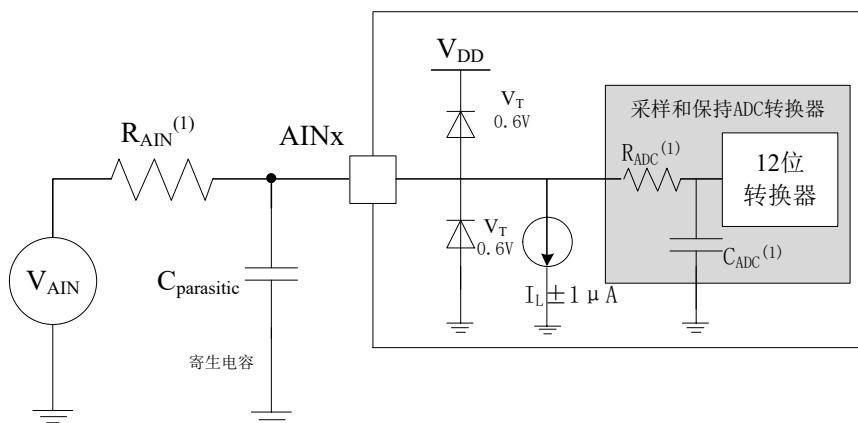 V_DD
V_T
0.6V
采样和保持ADC转换器
R_AIN^(1)
AINx
R_ADC^(1)
12位
转换器
V_T
0.6V
C_ADC^(1)
V_AIN
C_parasitic
I_L ± 1 μA
寄生电容